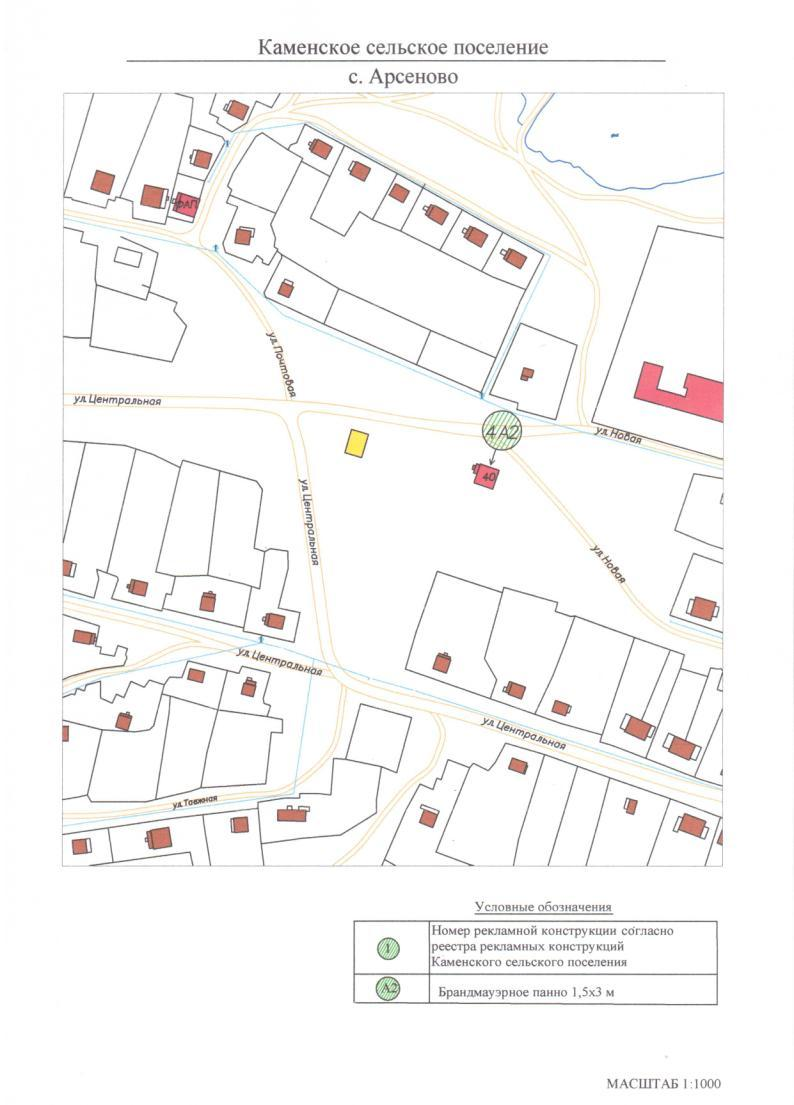 Каменское сельское поселение
с. Арсеново
ФАП
ул. Почтовая
ул. Центральная
4 А2
ул. Новая
40
ул. Центральная
ул. Новая
ул. Центральная
ул. Центральная
ул. Таежная
Условные обозначения
1
Номер рекламной конструкции согласно
реестра рекламных конструкций
Каменского сельского поселения
А2
Брандмауэрное панно 1,5х3 м
МАСШТАБ 1:1000